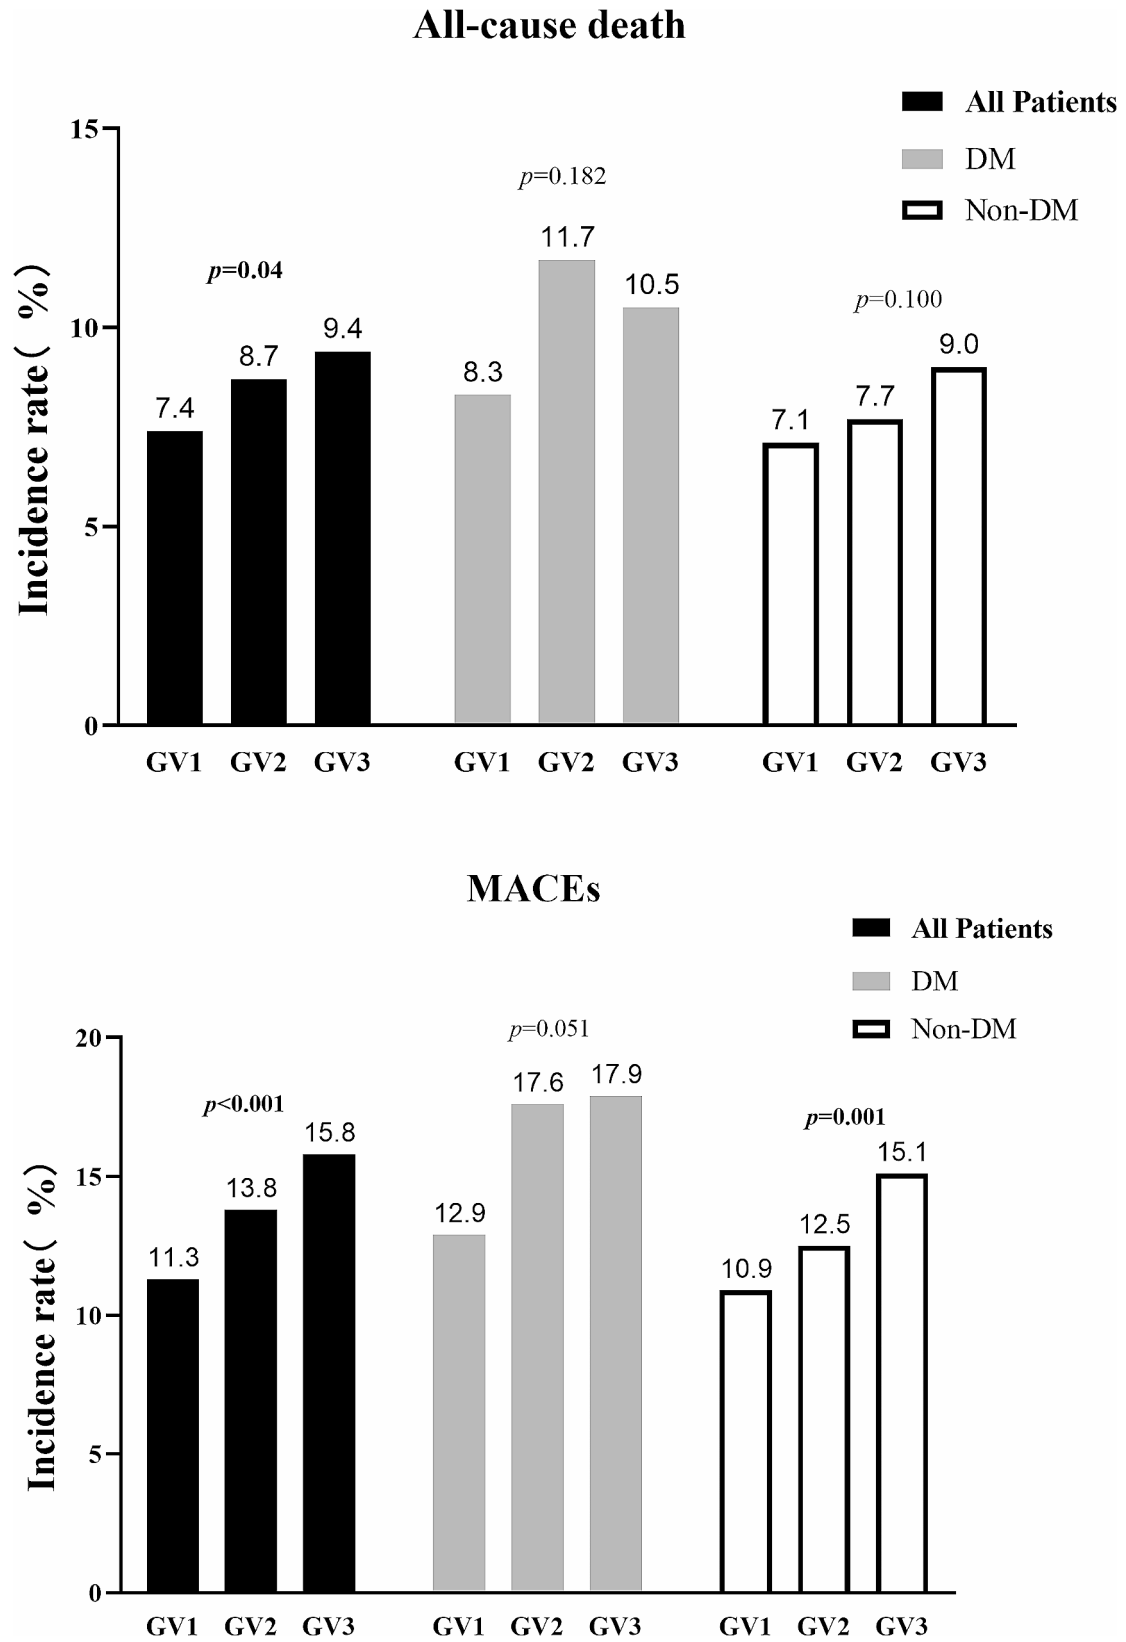 All-cause death
All Patients
DM
Non-DM
Incidence rate( %)
15
10
5
0
p=0.04
7.4
8.7
9.4
p=0.182
8.3
11.7
10.5
p=0.100
7.1
7.7
9.0
GV1 GV2 GV3 GV1 GV2 GV3 GV1 GV2 GV3
MACEs
All Patients
DM
Non-DM
Incidence rate( %)
20
15
10
5
0
p<0.001
11.3
13.8
15.8
p=0.051
12.9
17.6
17.9
p=0.001
10.9
12.5
15.1
GV1 GV2 GV3 GV1 GV2 GV3 GV1 GV2 GV3